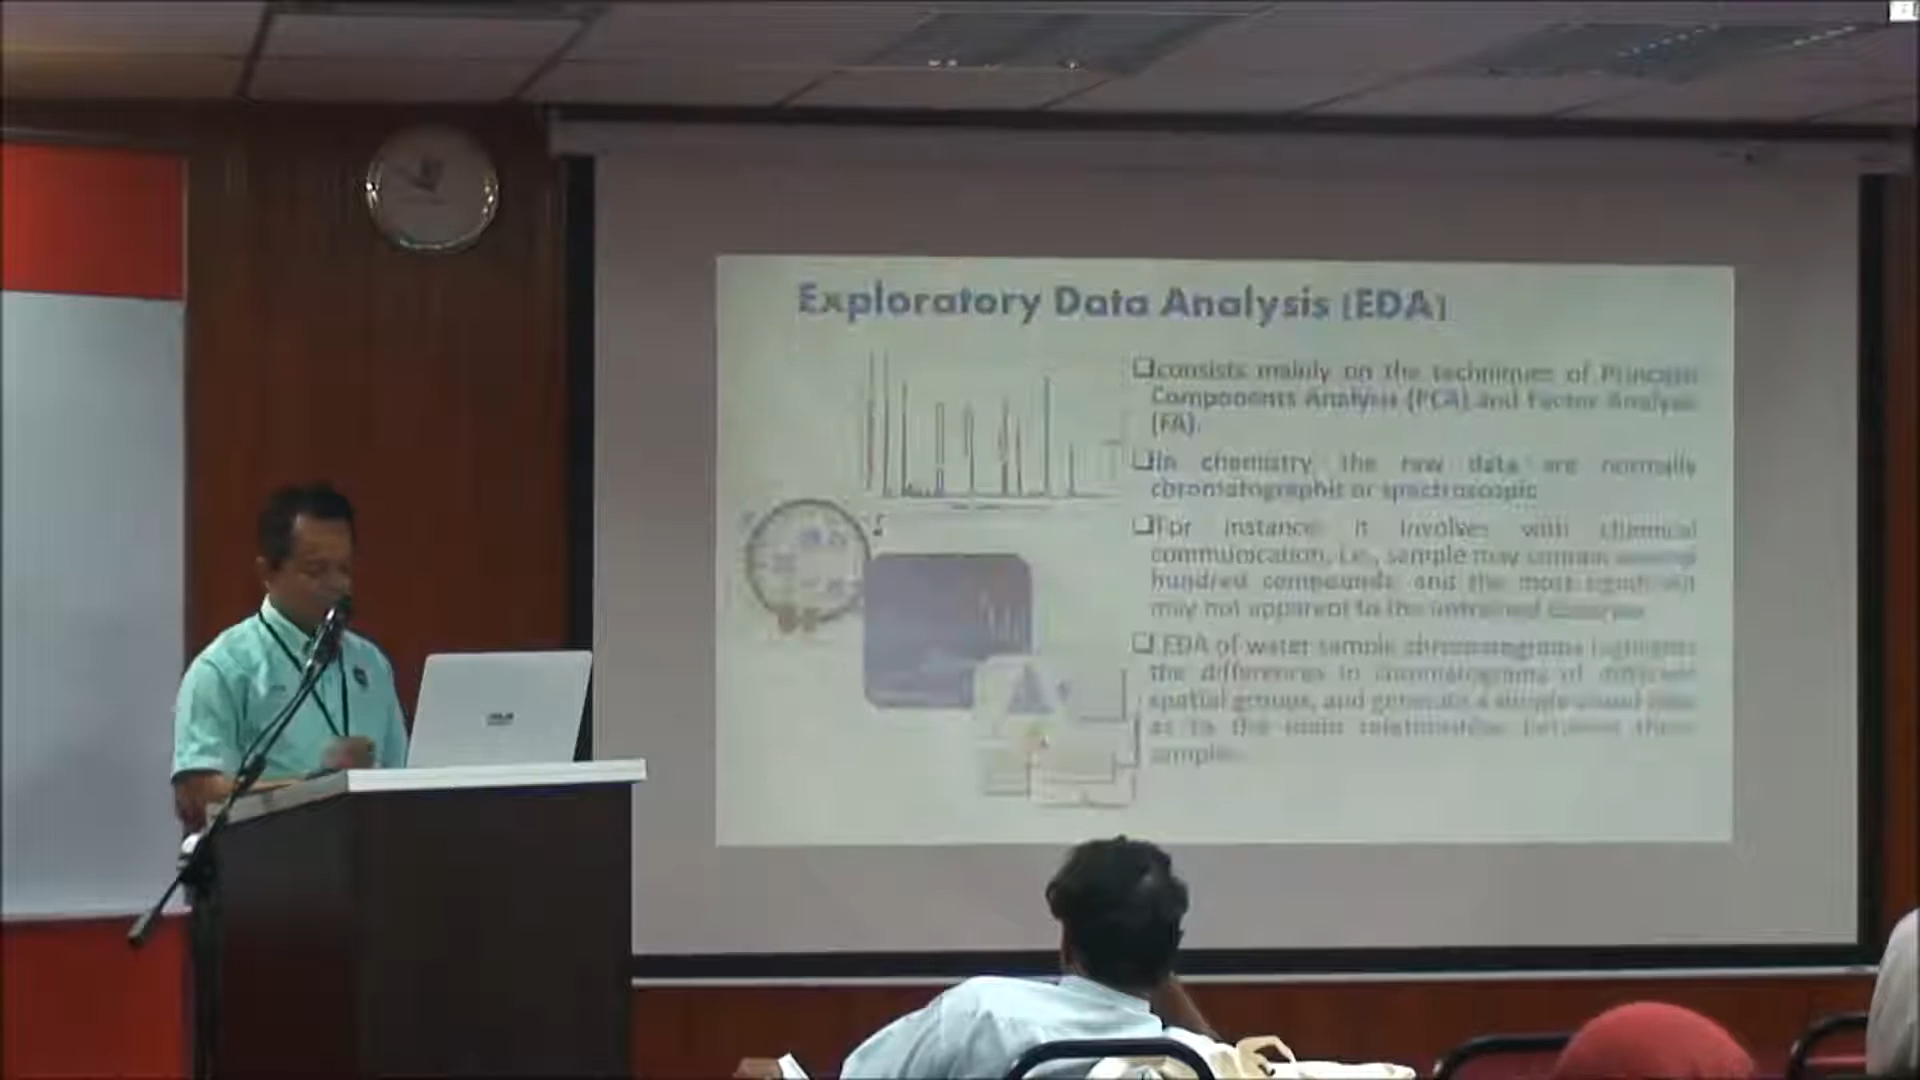 Exploratory Data Analysis (EDA)
❑consists mainly on the techniques of Principal
Components Analysis (PCA) and Factor Analysis
(FA).
❑In chemistry, the raw data are normally
chromatographic or spectroscopic
❑For instance, it involves with chemical
communication, i.e., sample may contain several
hundred compounds and the most significant
may not apparent to the untrained
❑ EDA of water sample chromatograms highlights
the differences in chromatograms of different
spatial groups, and generate a simple visual
as to the main relationships between these
samples